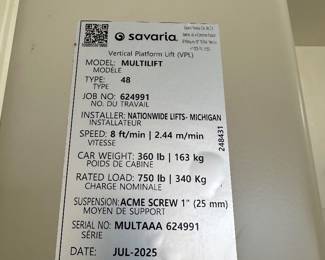 savaria.
Vertical Platform Lift (VPL)
MODEL: MULTILIFT
MODÈLE
TYPE: 48
TYPE
JOB NO: 624991
NO. DU TRAVAIL
INSTALLER: NATIONWIDE LIFTS- MICHIGAN
INSTALLATEUR
SPEED: 8 ft/min | 2.44 m/min
VITESSE
CAR WEIGHT: 360 lb | 163 kg
POIDS DE CABINE
RATED LOAD: 750 lb | 340 Kg
CHARGE NOMINALE
SUSPENSION: ACME SCREW 1" (25 mm)
MOYEN DE SUPPORT
SERIAL NO: MULTAAA 624991
SÉRIE
DATE: JUL-2025
248431